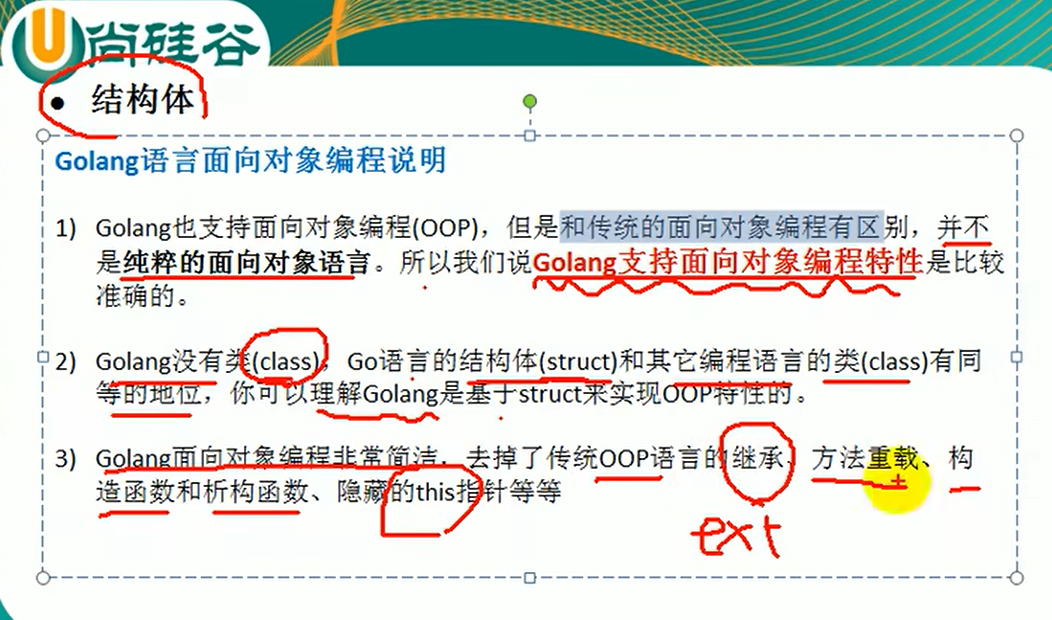 尚硅谷
● 结构体
Golang语言面向对象编程说明
1) Golang也支持面向对象编程(OOP)，但是和传统的面向对象编程有区别，并不
是纯粹的面向对象语言。所以我们说Golang支持面向对象编程特性是比较
准确的。
2) Golang没有类(class)，Go语言的结构体(struct)和其它编程语言的类(class)有同
等的地位，你可以理解Golang是基于struct来实现OOP特性的。
3) Golang面向对象编程非常简洁，去掉了传统OOP语言的继承、方法重载、构
造函数和析构函数、隐藏的this指针等等
ext